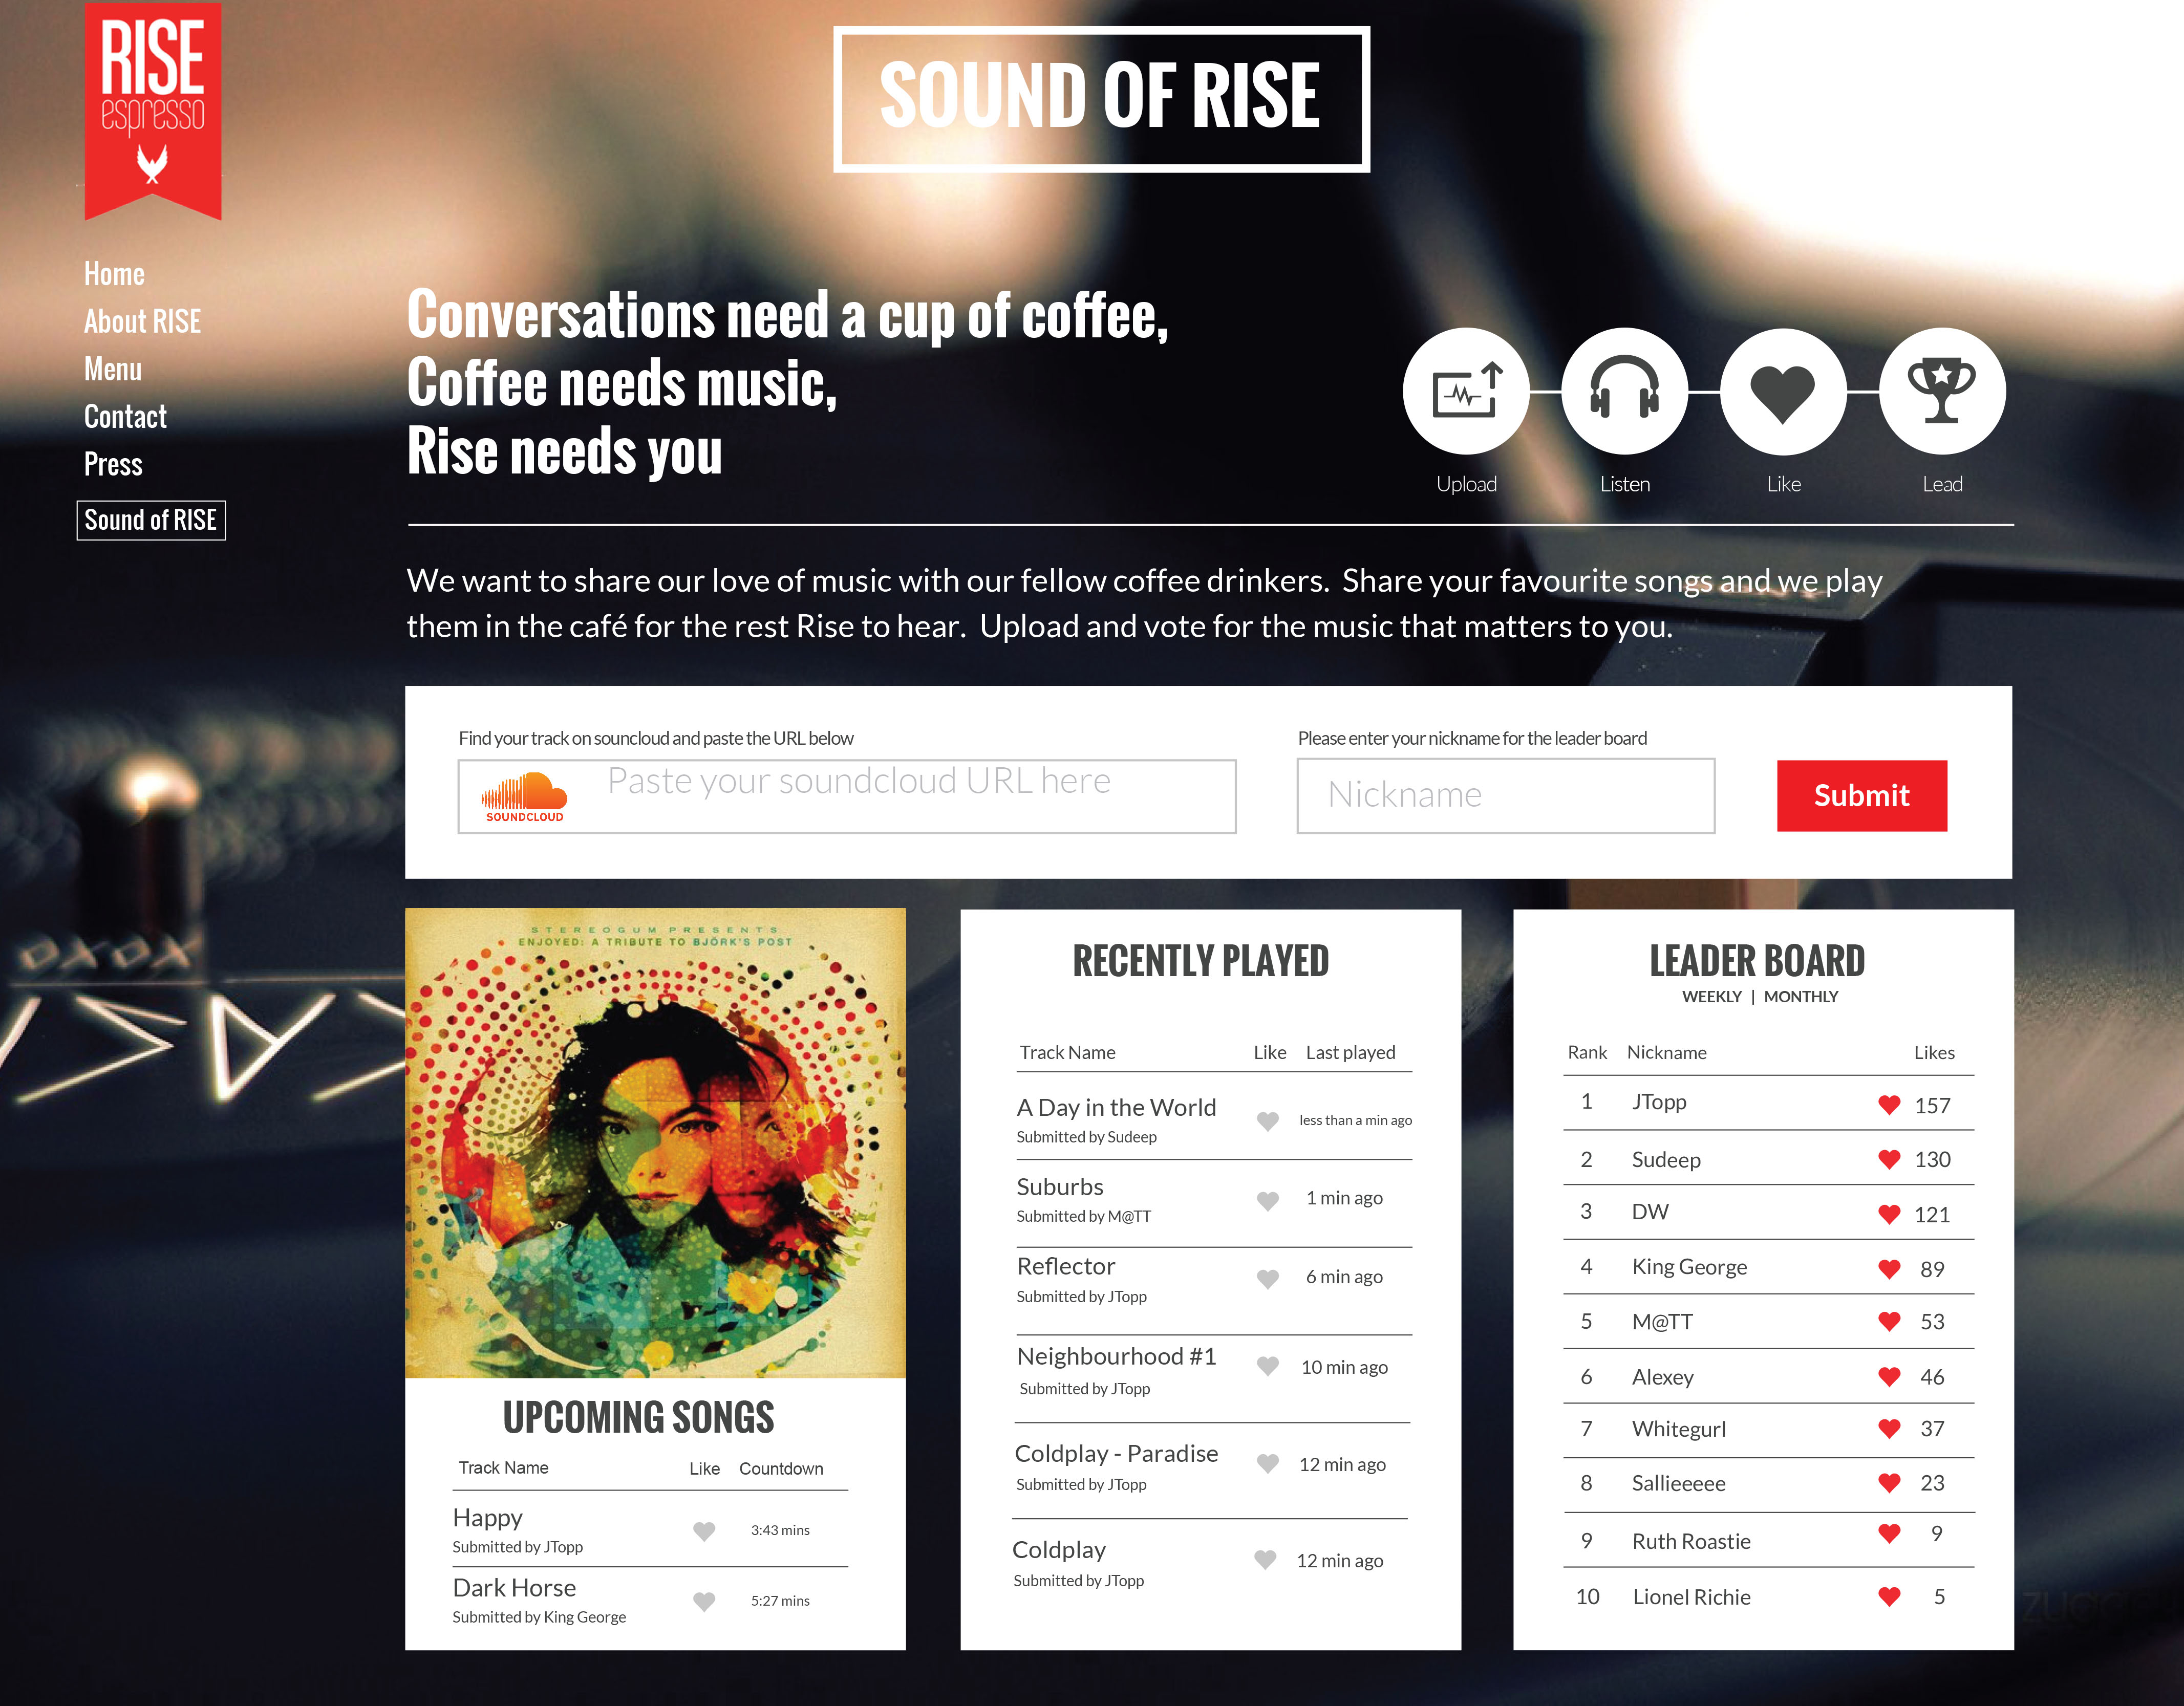 RISE
espresso
SOUND OF RISE
Home
About RISE
Menu
Contact
Press
Sound of RISE
Conversations need a cup of coffee,
Coffee needs music,
Rise needs you
Upload Listen Like Lead
We want to share our love of music with our fellow coffee drinkers. Share your favourite songs and we play
them in the café for the rest Rise to hear. Upload and vote for the music that matters to you.
Find your track on souncloud and paste the URL below
SOUNDCLOUD
Paste your soundcloud URL here
Please enter your nickname for the leader board
Nickname
Submit
STEREOGUM PRESENTS
ENJOYED: A TRIBUTE TO BJÖRK'S POST
UPCOMING SONGS
Track Name Like Countdown
Happy
Submitted by JTopp
3:43 mins
Dark Horse
Submitted by King George
5:27 mins
RECENTLY PLAYED
Track Name Like Last played
A Day in the World
Submitted by Sudeep
less than a min ago
Suburbs
Submitted by M@TT
1 min ago
Reflector
Submitted by JTopp
6 min ago
Neighbourhood #1
Submitted by JTopp
10 min ago
Coldplay - Paradise
Submitted by JTopp
12 min ago
Coldplay
Submitted by JTopp
12 min ago
LEADER BOARD
WEEKLY | MONTHLY
Rank Nickname Likes
1 JTopp 157
2 Sudeep 130
3 DW 121
4 King George 89
5 M@TT 53
6 Alexey 46
7 Whitegurl 37
8 Sallieeeee 23
9 Ruth Roastie 9
10 Lionel Richie 5